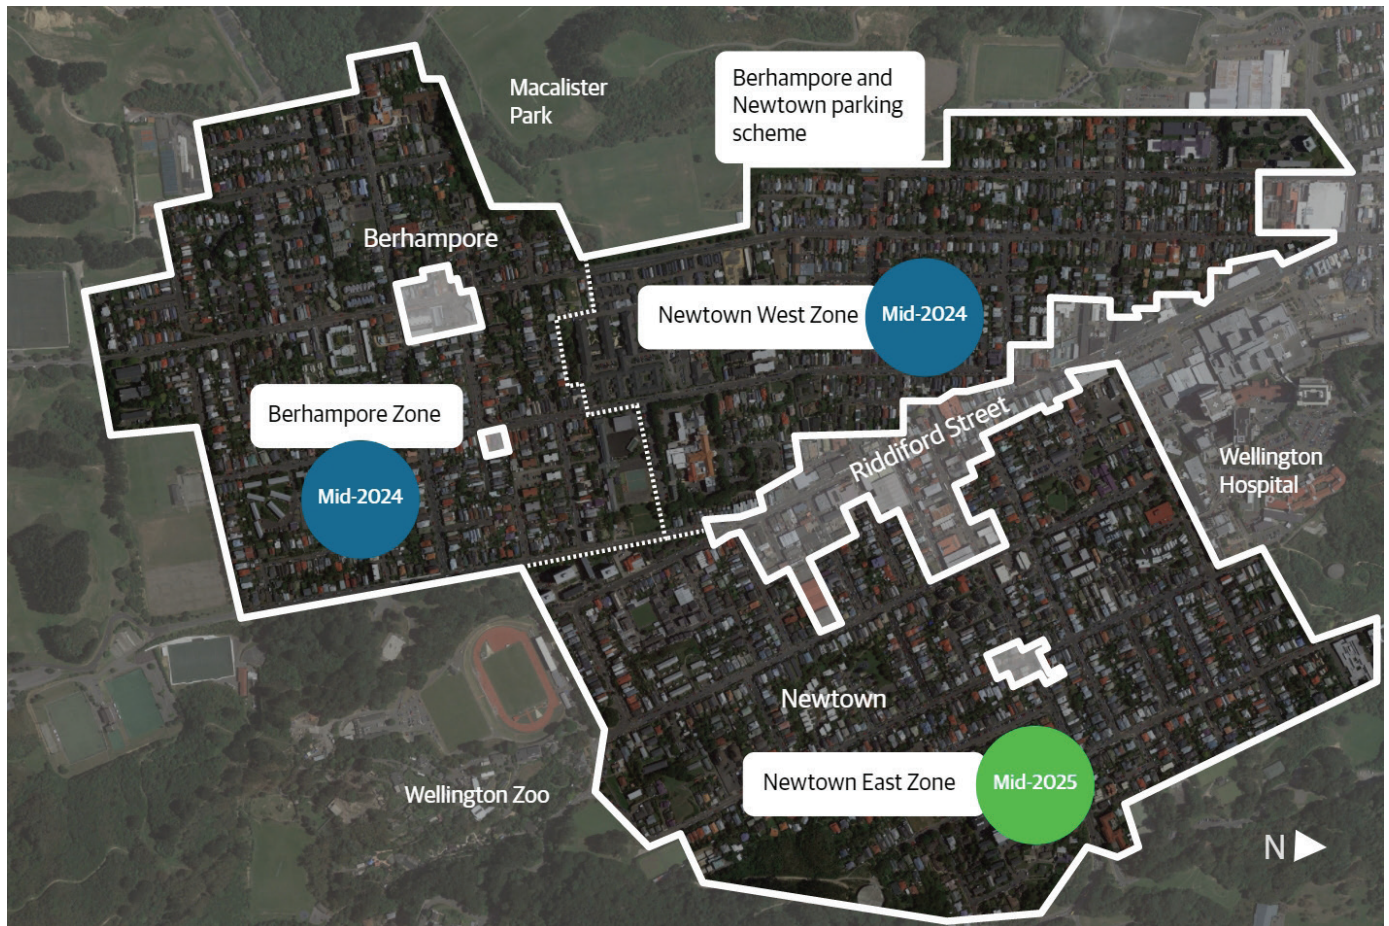 Macalister
Park
Berhampore and
Newtown parking
scheme
Berhampore
Newtown West Zone
Mid-2024
Berhampore Zone
Mid-2024
Riddiford Street
Wellington
Hospital
Newtown
Newtown East Zone
Mid-2025
Wellington Zoo
N